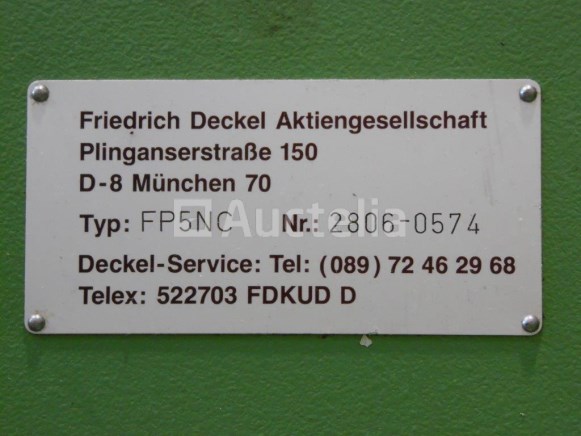 Friedrich Deckel Aktiengesellschaft
Plinganserstraße 150
D-8 München 70
Typ: FP5NC Nr.: 2806-0574
Auctelia
Deckel-Service: Tel: (089) 72 46 29 68
Telex: 522703 FDKUD D